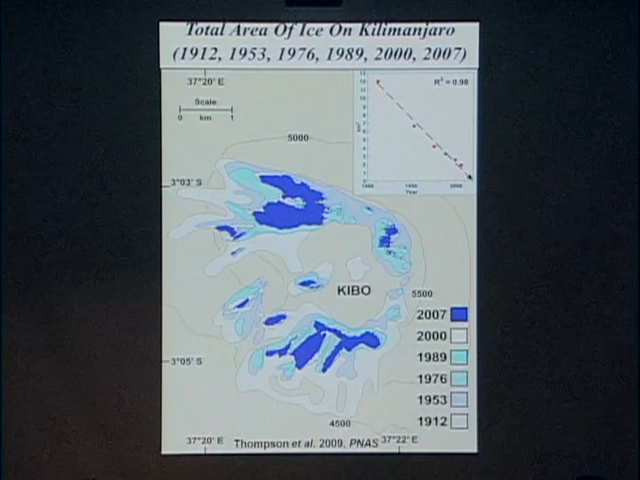 Total Area Of Ice On Kilimanjaro
(1912, 1953, 1976, 1989, 2000, 2007)
37°20' E
Scale
0 km 1
R² = 0.98
Year
5000
3°03' S
KIBO
5500
2007
2000
1989
1976
1953
1912
3°05' S
4500
37°20' E
37°22' E
Thompson et al. 2009, PNAS